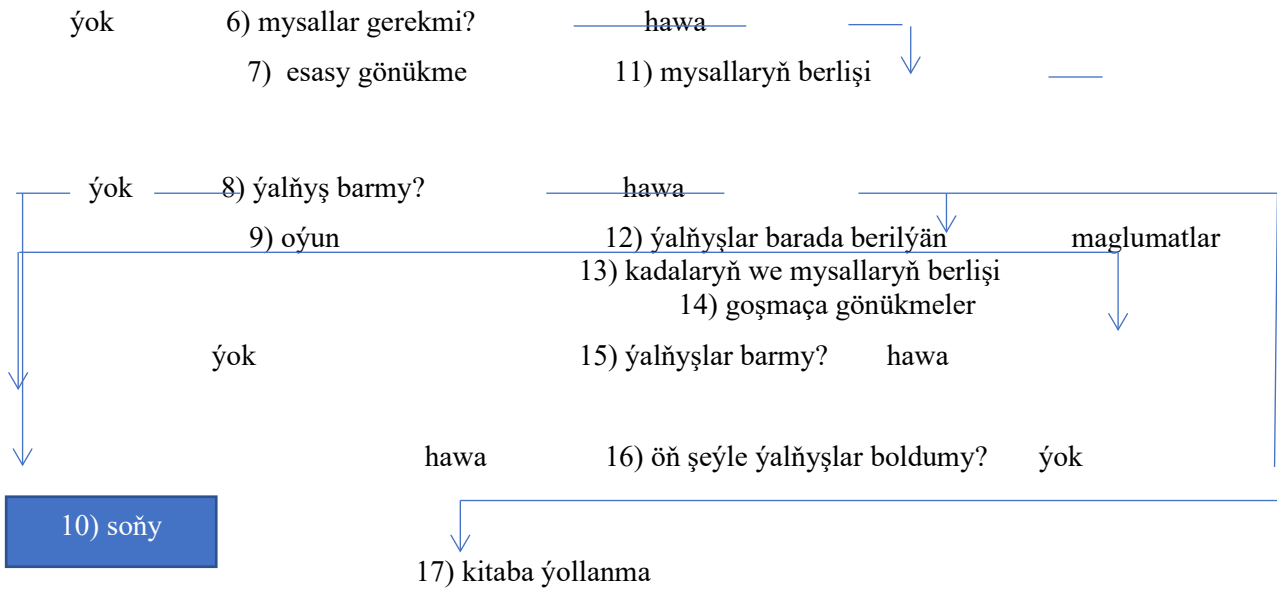 ýok 6) mysallar gerekmi? hawa
7) esasy gönükme 11) mysallaryň berlişi
ýok 8) ýalňyş barmy? hawa
9) oýun 12) ýalňyşlar barada berilýän maglumatlar
13) kadalaryň we mysallaryň berlişi
14) goşmaça gönükmeler
ýok 15) ýalňyşlar barmy? hawa
hawa 16) öň şeýle ýalňyşlar boldumy? ýok
10) soňy
17) kitaba ýollanma